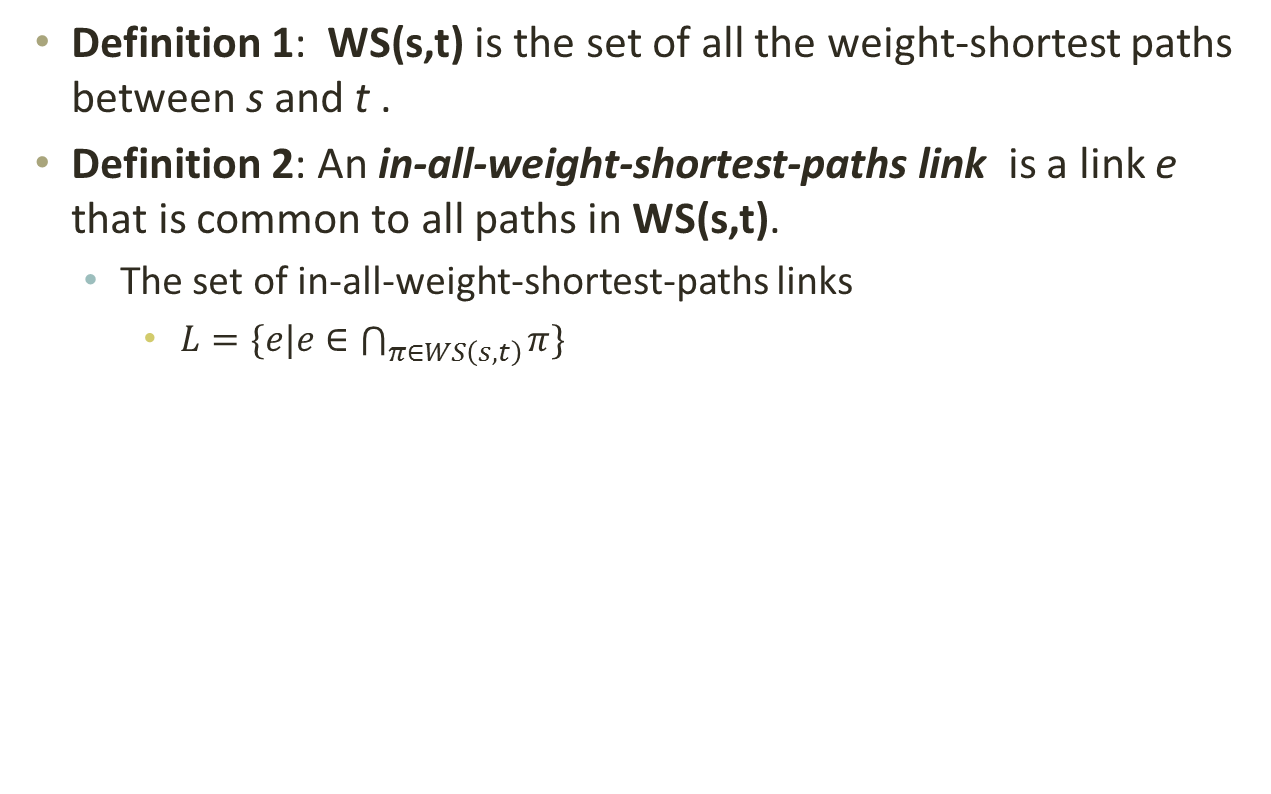 • Definition 1:  WS(s,t) is the set of all the weight-shortest paths
between s and t .
• Definition 2: An in-all-weight-shortest-paths link  is a link e
that is common to all paths in WS(s,t).
• The set of in-all-weight-shortest-paths links
• L = {e|e ∈ ⋂π∈WS(s,t) π}